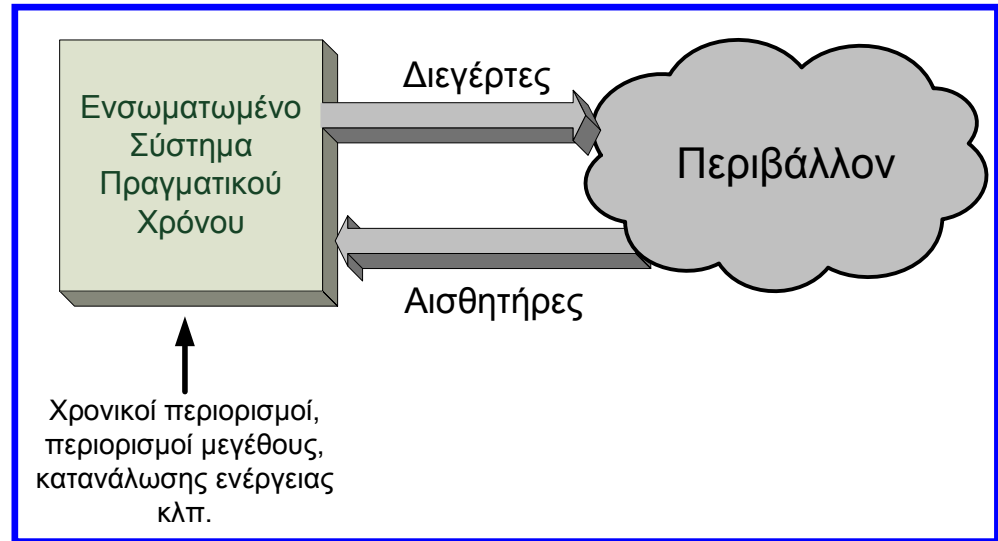 Διεγέρτες
Ενσωματωμένο
Σύστημα
Πραγματικού
Χρόνου
Περιβάλλον
Αισθητήρες
Χρονικοί περιορισμοί,
περιορισμοί μεγέθους,
κατανάλωσης ενέργειας
κλπ.